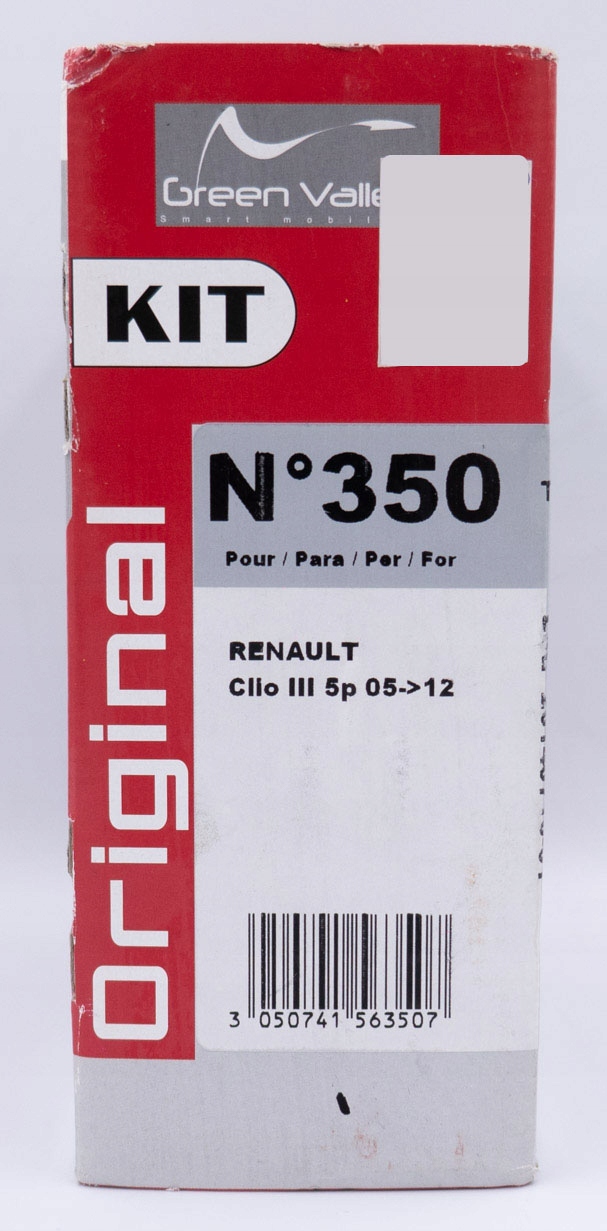 Green Valle
Smart mobil
KIT
N°350
Pour / Para / Per / For
RENAULT
Clio III 5p 05->12
Original
3 050741 563507